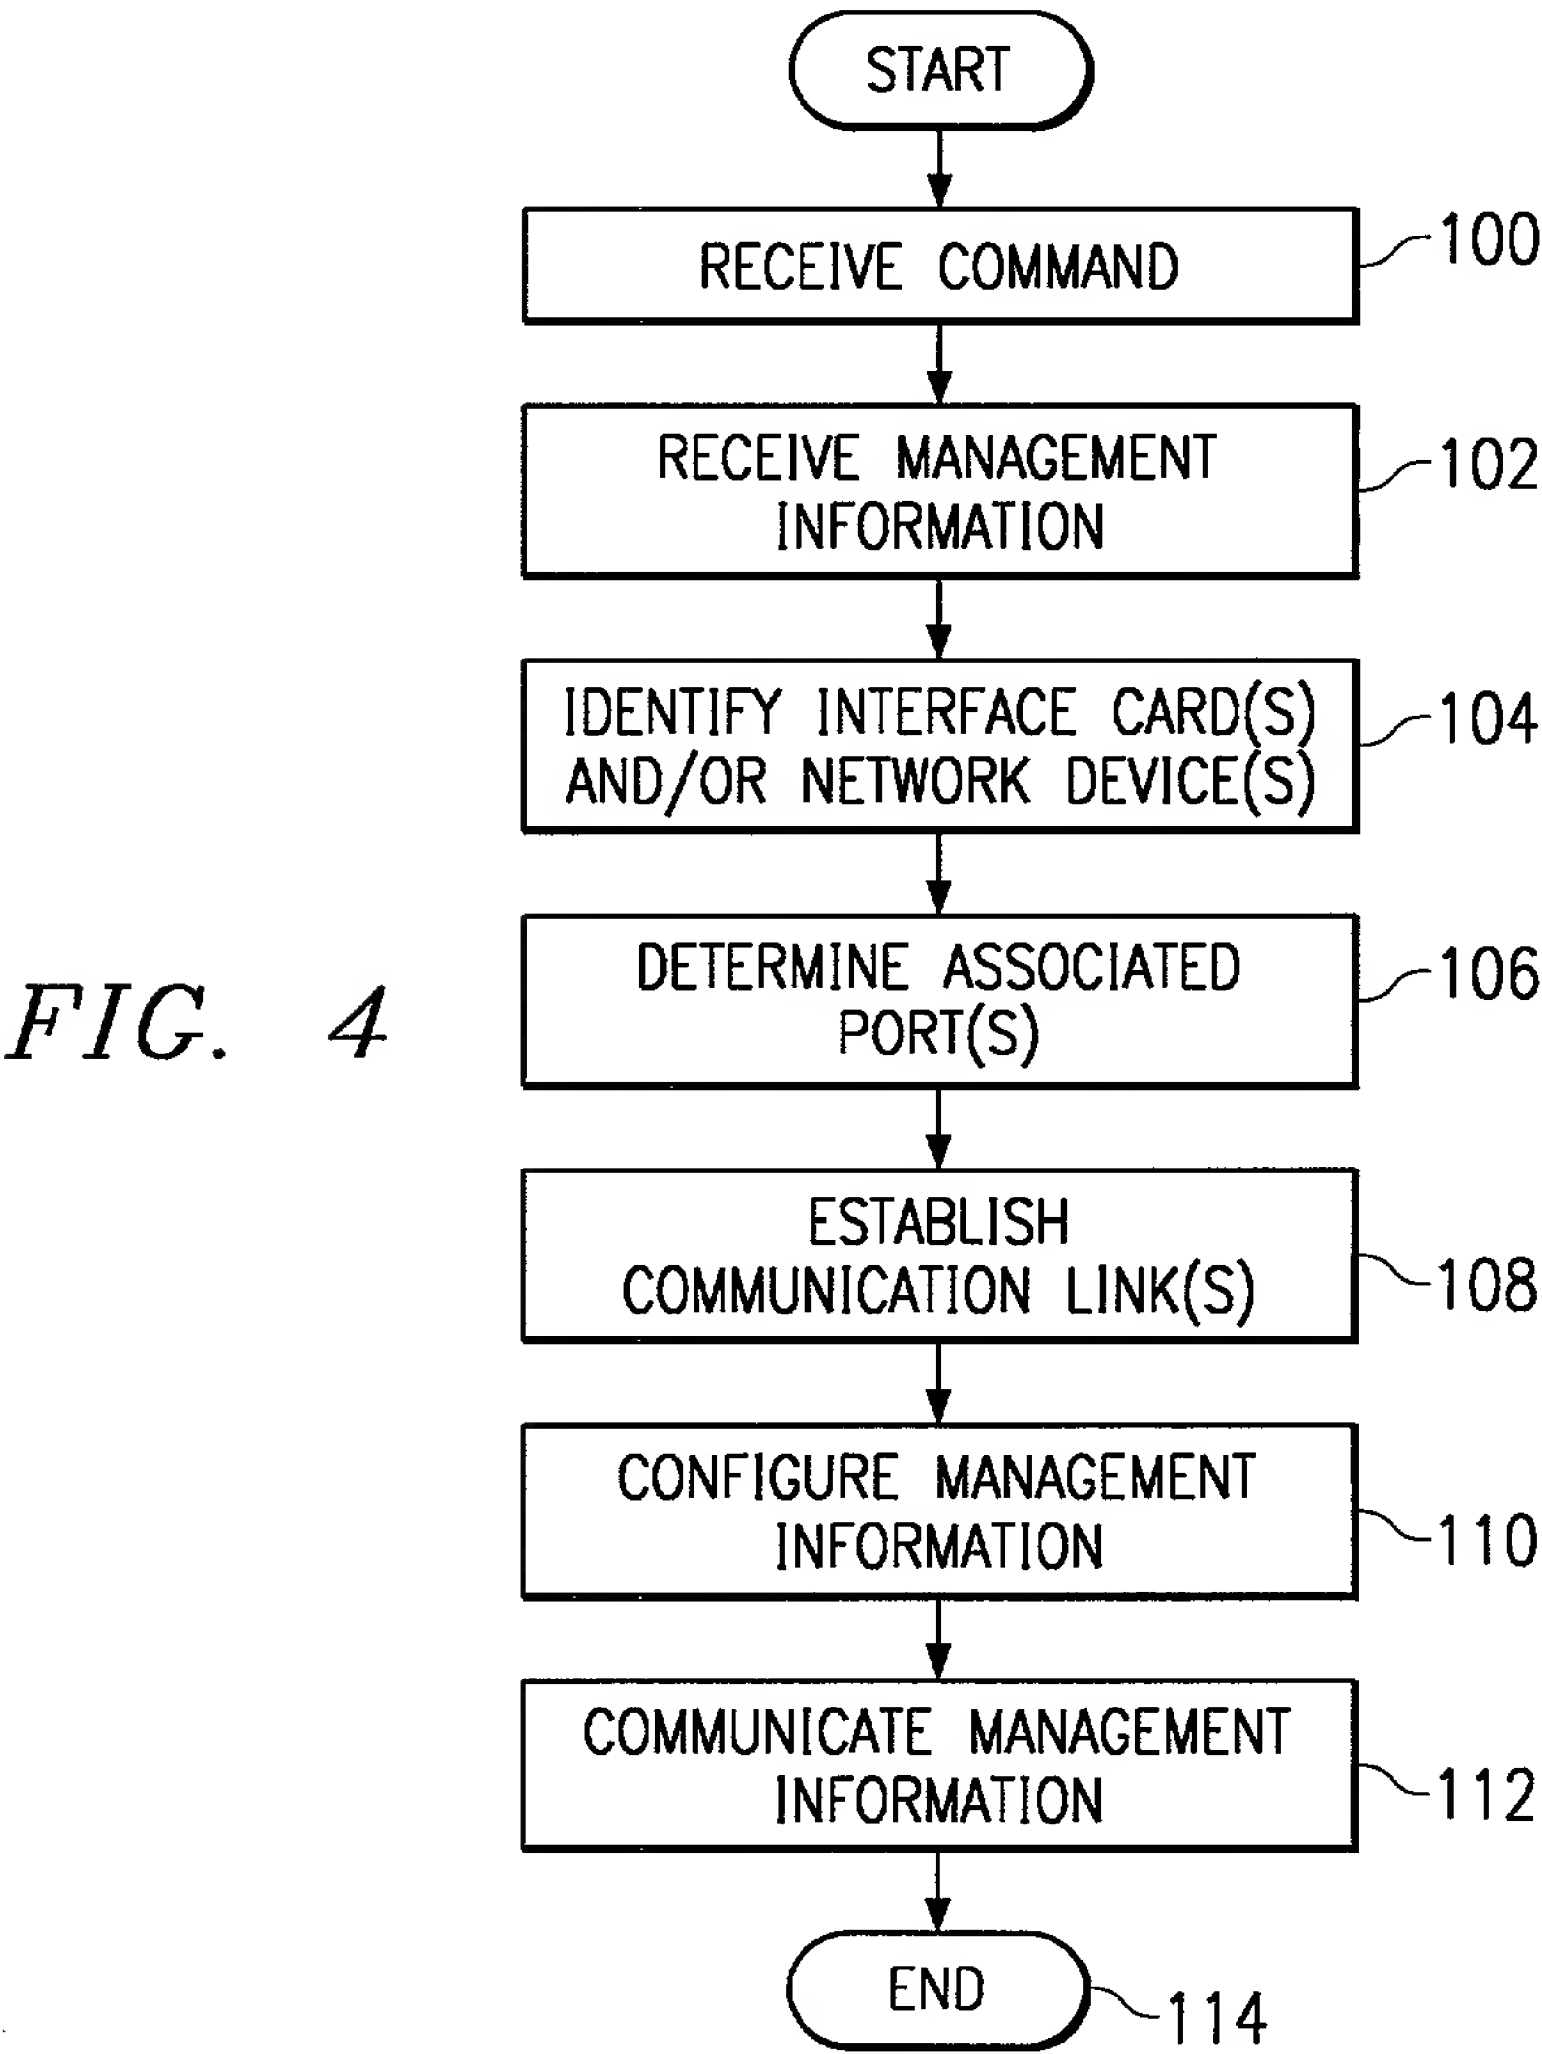 START
RECEIVE COMMAND
100
RECEIVE MANAGEMENT
INFORMATION
102
IDENTIFY INTERFACE CARD(S)
AND/OR NETWORK DEVICE(S)
104
DETERMINE ASSOCIATED
PORT(S)
106
FIG. 4
ESTABLISH
COMMUNICATION LINK(S)
108
CONFIGURE MANAGEMENT
INFORMATION
110
COMMUNICATE MANAGEMENT
INFORMATION
112
END
114